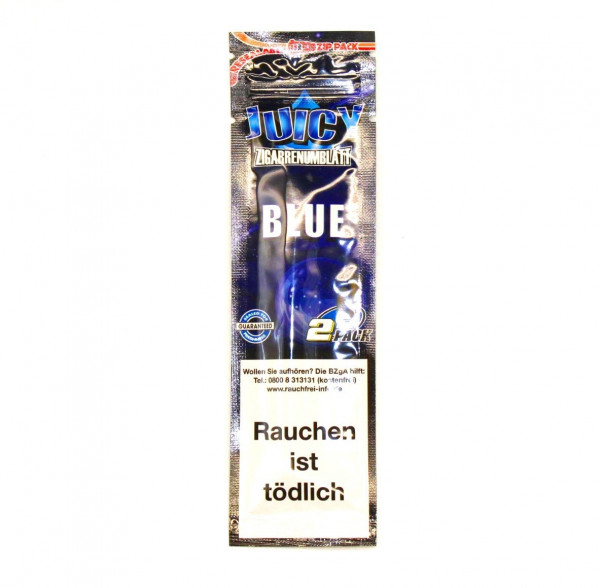 ZIP PACK
JUICY
ZIGARRENUMBLATT
BLUE
GUARANTEED
2 PACK
Wollen Sie aufhören? Die BZgA hilft:
Tel.: 0800 8 313131 (kostenfrei)
www.rauchfrei-info.de
Rauchen
ist
tödlich